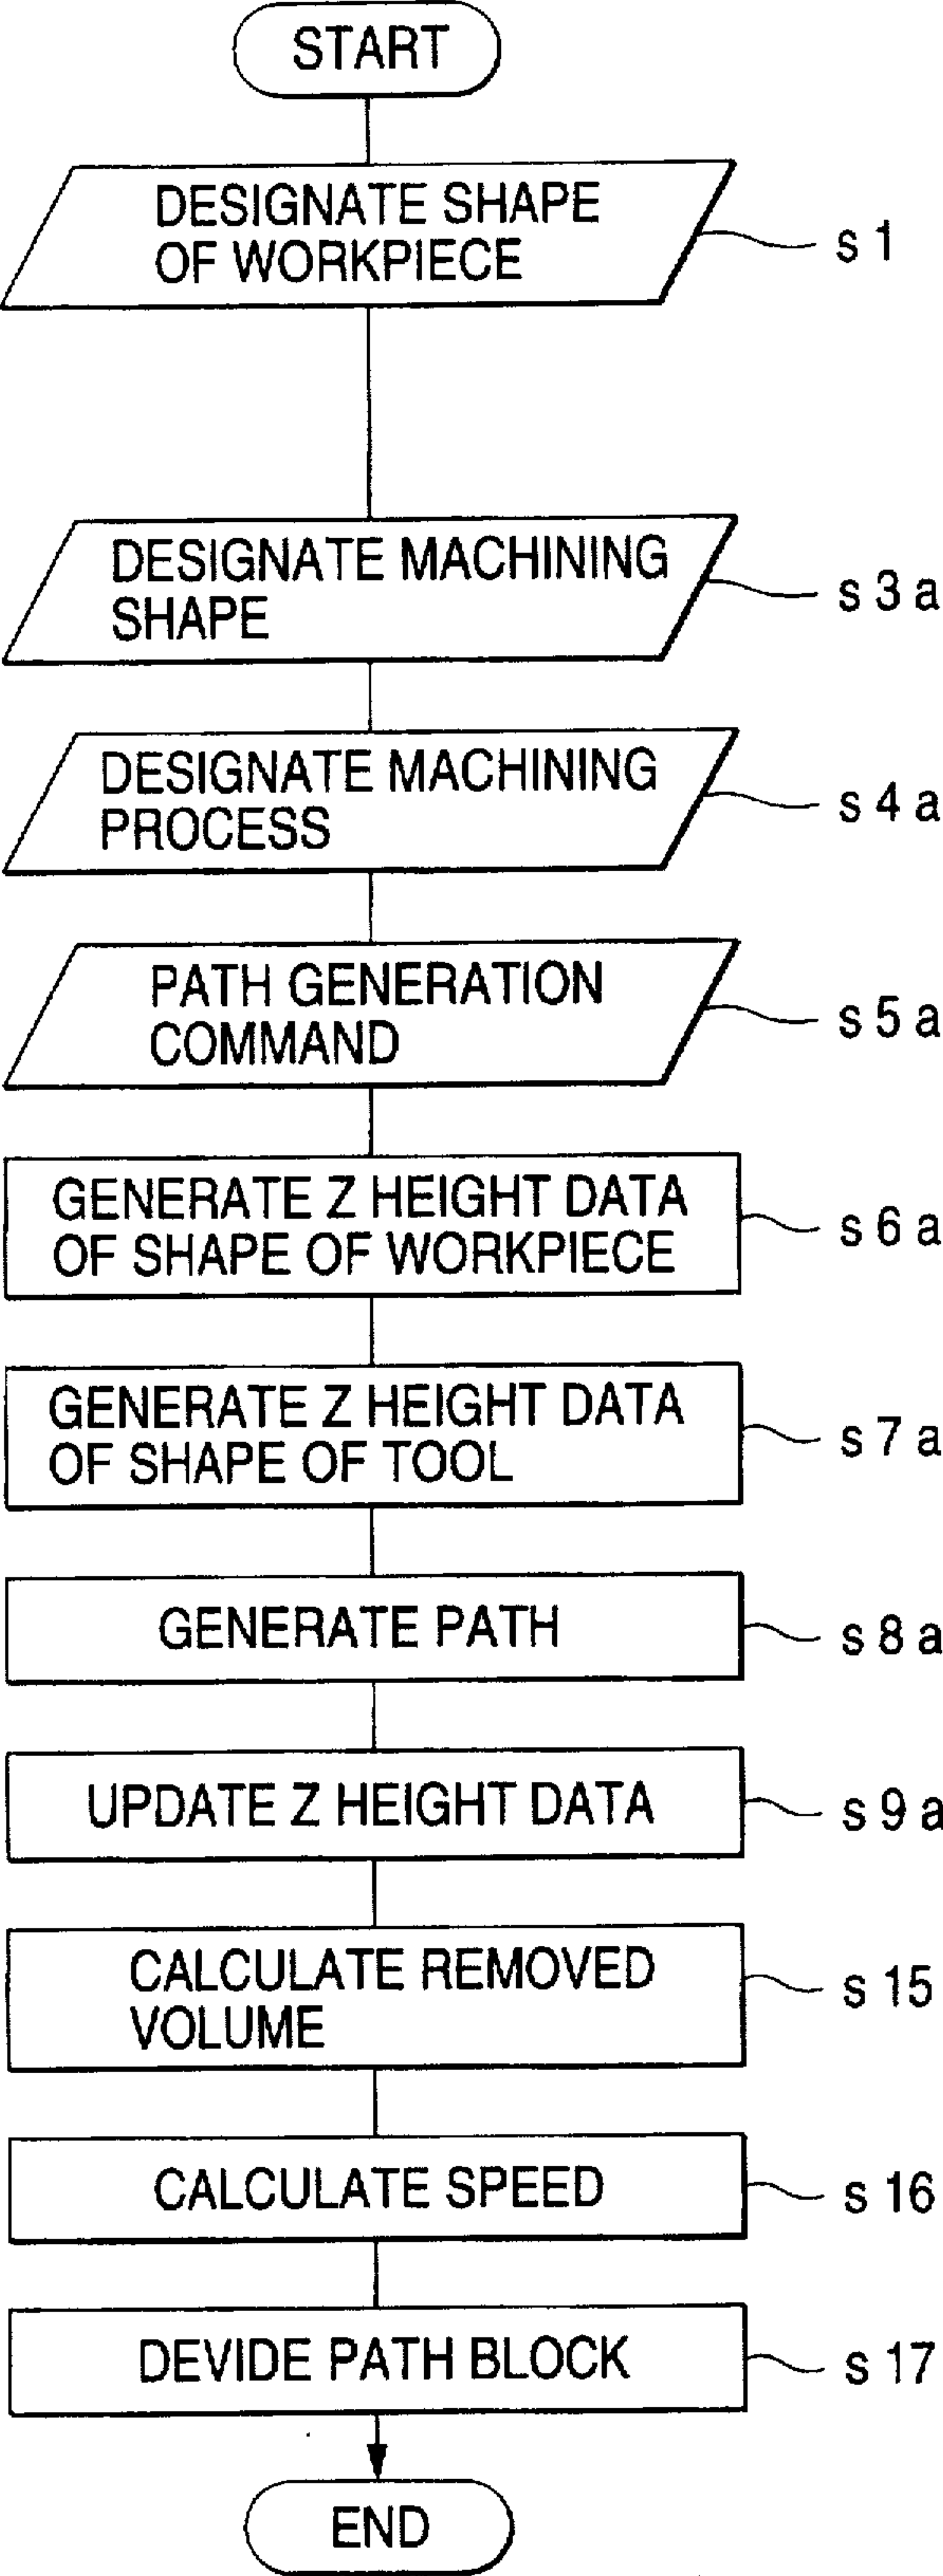 START
DESIGNATE SHAPE
OF WORKPIECE
s 1
DESIGNATE MACHINING
SHAPE
s 3 a
DESIGNATE MACHINING
PROCESS
s 4 a
PATH GENERATION
COMMAND
s 5 a
GENERATE Z HEIGHT DATA
OF SHAPE OF WORKPIECE
s 6 a
GENERATE Z HEIGHT DATA
OF SHAPE OF TOOL
s 7 a
GENERATE PATH
s 8 a
UPDATE Z HEIGHT DATA
s 9 a
CALCULATE REMOVED
VOLUME
s 15
CALCULATE SPEED
s 16
DEVIDE PATH BLOCK
s 17
END